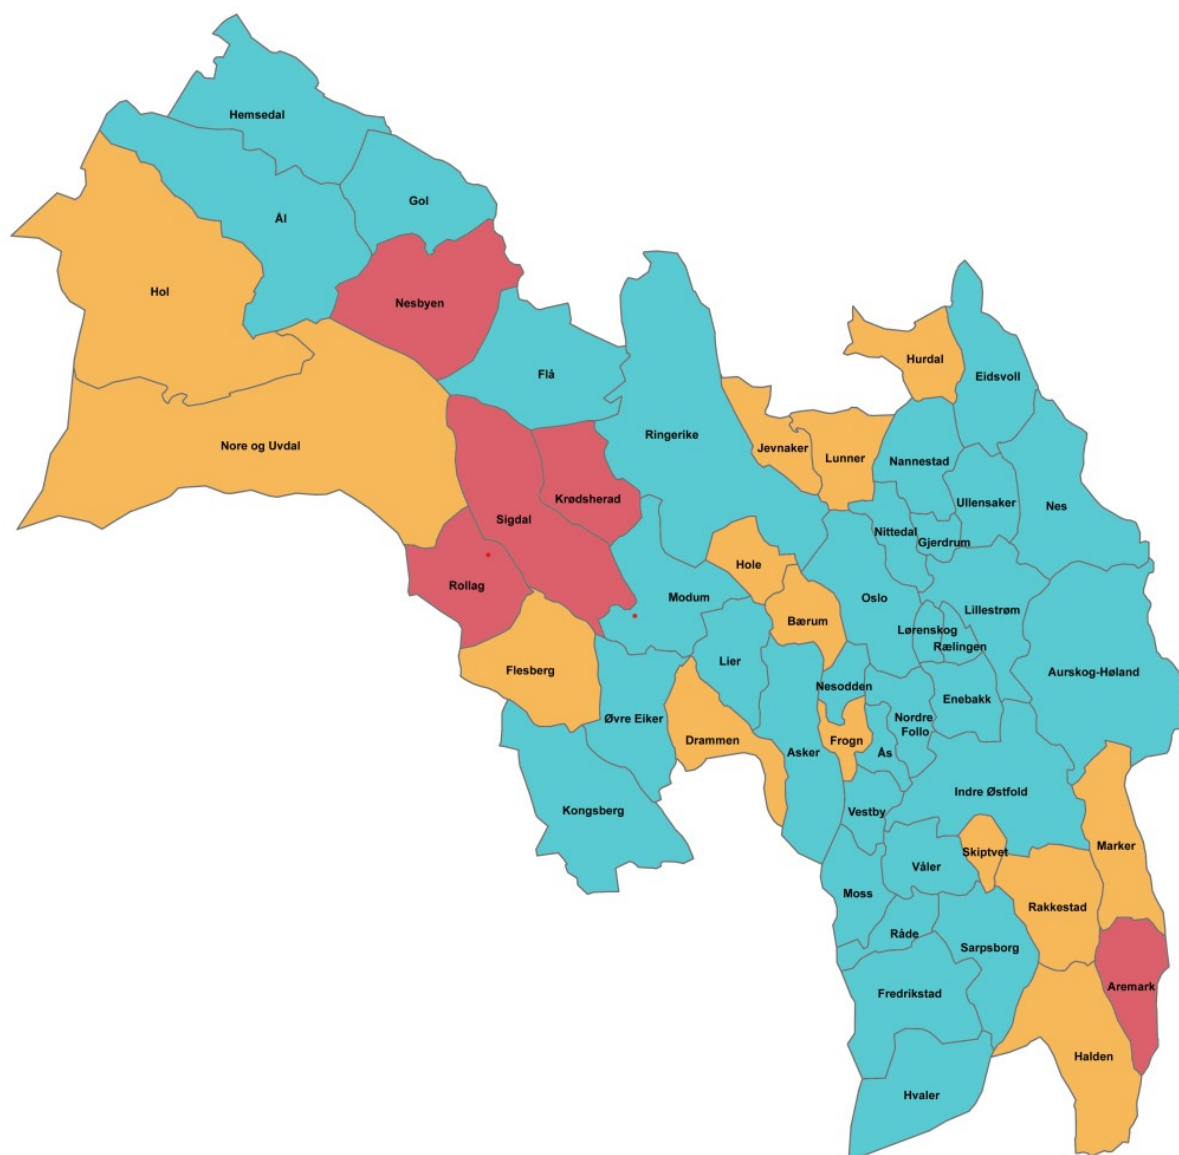 Hemsedal
Gol
Ål
Hol
Nesbyen
Flå
Hurdal
Eidsvoll
Ringerike
Nore og Uvdal
Jevnaker
Lunner
Nannestad
Krødsherad
Ullensaker
Nes
Sigdal
Nittedal
Gjerdrum
Hole
Rollag
Modum
Oslo
Lillestrøm
Bærum
Lørenskog
Rælingen
Lier
Flesberg
Aurskog-Høland
Nesodden
Enebakk
Øvre Eiker
Nordre
Follo
Drammen
Frogn
Asker
Ås
Indre Østfold
Kongsberg
Vestby
Marker
Skiptvet
Våler
Moss
Rakkestad
Råde
Sarpsborg
Aremark
Fredrikstad
Halden
Hvaler